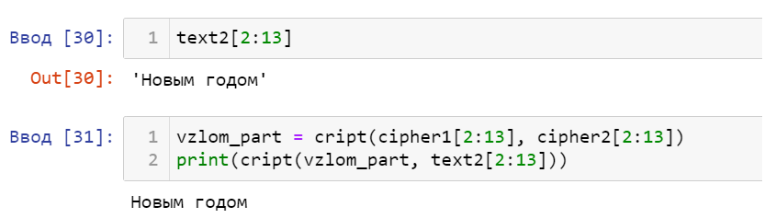 Ввод [30]: 1 text2[2:13]
Out[30]: 'Новым годом'
Ввод [31]: 1 vzlom_part = cript(cipher1[2:13], cipher2[2:13])
2 print(cript(vzlom_part, text2[2:13]))
Новым годом